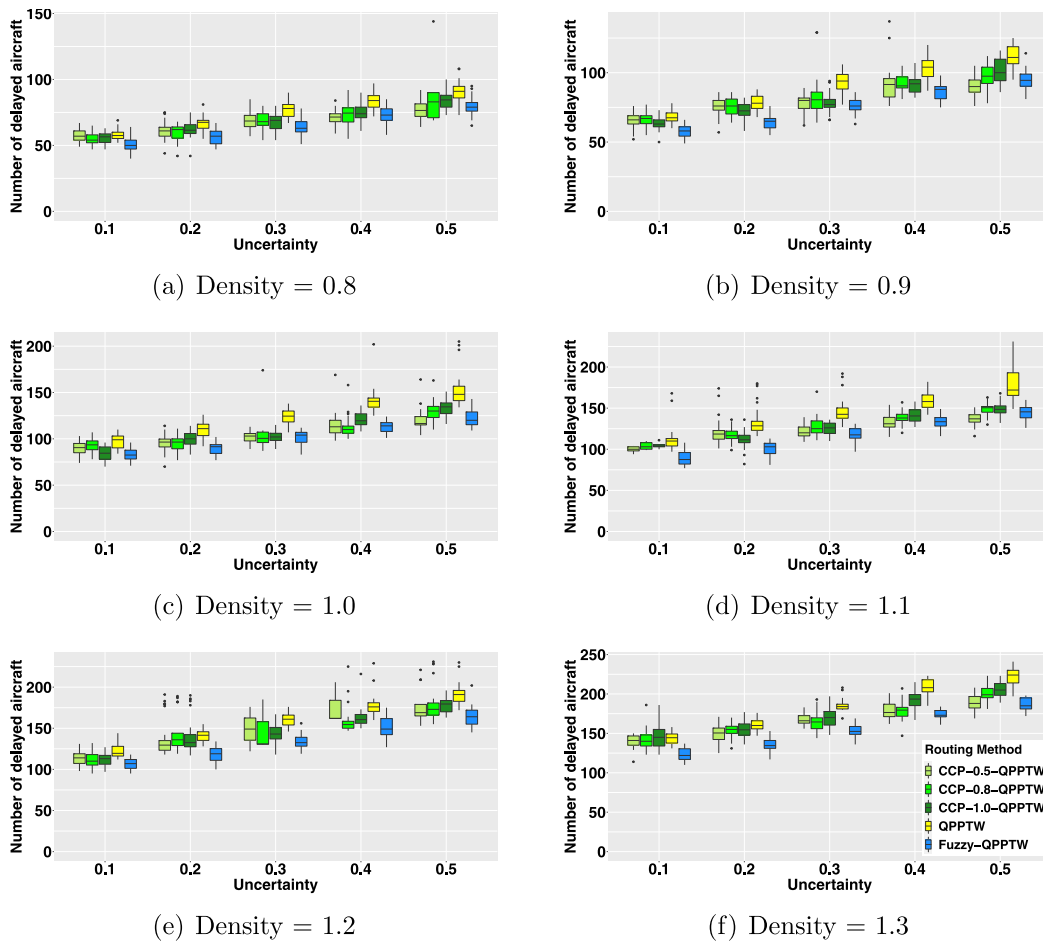 Number of delayed aircraft
150
100
50
0
0.1 0.2 0.3 0.4 0.5
Uncertainty
(a) Density = 0.8
Number of delayed aircraft
100
50
0
0.1 0.2 0.3 0.4 0.5
Uncertainty
(b) Density = 0.9
Number of delayed aircraft
200
150
100
50
0
0.1 0.2 0.3 0.4 0.5
Uncertainty
(c) Density = 1.0
Number of delayed aircraft
200
150
100
50
0
0.1 0.2 0.3 0.4 0.5
Uncertainty
(d) Density = 1.1
Number of delayed aircraft
200
150
100
50
0
0.1 0.2 0.3 0.4 0.5
Uncertainty
(e) Density = 1.2
Number of delayed aircraft
250
200
150
100
50
0
0.1 0.2 0.3 0.4 0.5
Uncertainty
Routing Method
CCP−0.5−QPPTW
CCP−0.8−QPPTW
CCP−1.0−QPPTW
QPPTW
Fuzzy−QPPTW
(f) Density = 1.3